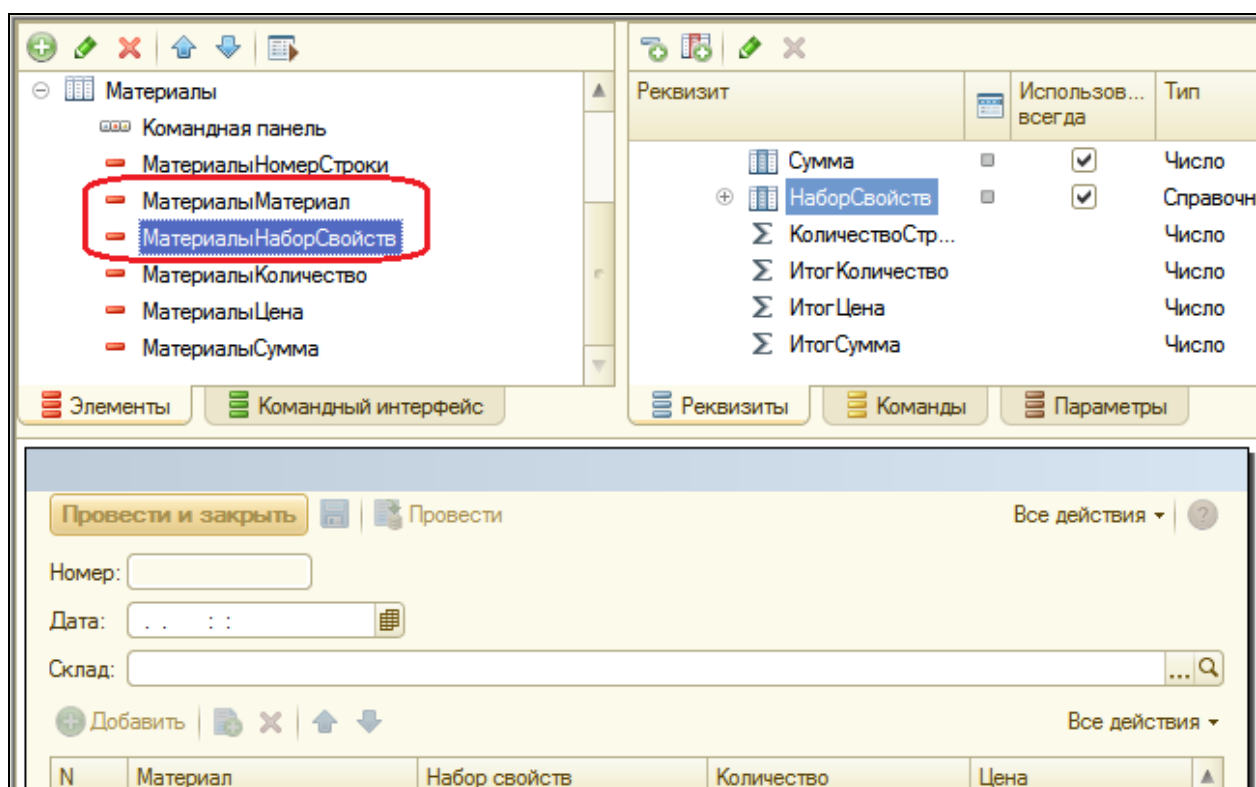 Материалы
Командная панель
МатериалыНомерСтроки
МатериалыМатериал
МатериалыНаборСвойств
МатериалыКоличество
МатериалыЦена
МатериалыСумма
Элементы
Командный интерфейс
Реквизит
Использов... всегда
Тип
Сумма Число
НаборСвойств Справочн
КоличествоСтр... Число
ИтогКоличество Число
ИтогЦена Число
ИтогСумма Число
Реквизиты
Команды
Параметры
Провести и закрыть Провести Все действия
Номер:
Дата: . . : :
Склад: ...
Добавить Все действия
N Материал Набор свойств Количество Цена